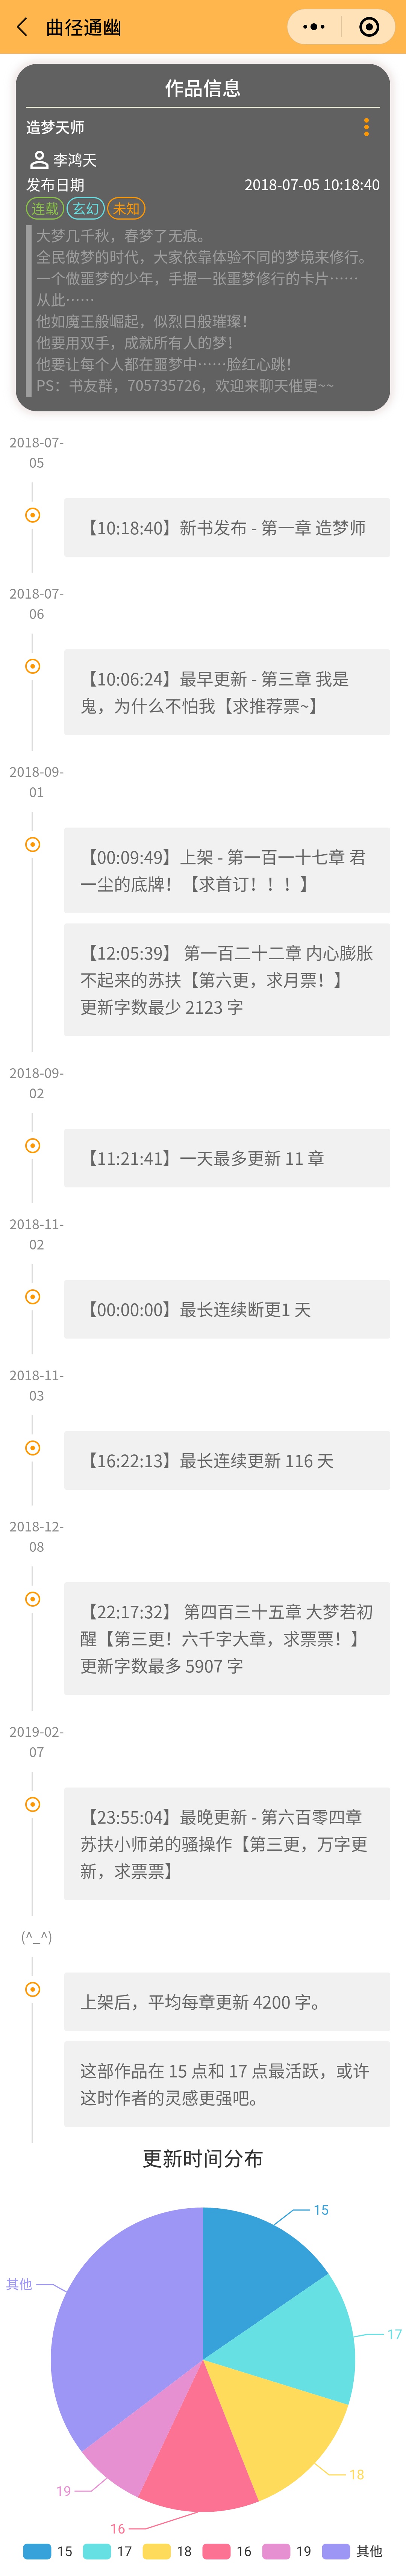 曲径通幽
作品信息
造梦天师
李鸿天
发布日期 2018-07-05 10:18:40
连载 玄幻 未知
大梦几千秋，春梦了无痕。
全民做梦的时代，大家依靠体验不同的梦境来修行。
一个做噩梦的少年，手握一张噩梦修行的卡片……
从此……
他如魔王般崛起，似烈日般璀璨！
他要用双手，成就所有人的梦！
他要让每个人都在噩梦中……脸红心跳！
PS：书友群，705735726，欢迎来聊天催更~~
2018-07-
05
【10:18:40】新书发布 - 第一章 造梦师
2018-07-
06
【10:06:24】最早更新 - 第三章 我是
鬼，为什么不怕我【求推荐票~】
2018-09-
01
【00:09:49】上架 - 第一百一十七章 君
一尘的底牌！【求首订！！！】
【12:05:39】 第一百二十二章 内心膨胀
不起来的苏扶【第六更，求月票！】
更新字数最少 2123 字
2018-09-
02
【11:21:41】一天最多更新 11 章
2018-11-
02
【00:00:00】最长连续断更1 天
2018-11-
03
【16:22:13】最长连续更新 116 天
2018-12-
08
【22:17:32】 第四百三十五章 大梦若初
醒【第三更！六千字大章，求票票！】
更新字数最多 5907 字
2019-02-
07
【23:55:04】最晚更新 - 第六百零四章
苏扶小师弟的骚操作【第三更，万字更
新，求票票】
(^_^)
上架后，平均每章更新 4200 字。
这部作品在 15 点和 17 点最活跃，或许
这时作者的灵感更强吧。
更新时间分布
15
其他
17
18
19
16
15 17 18 16 19 其他